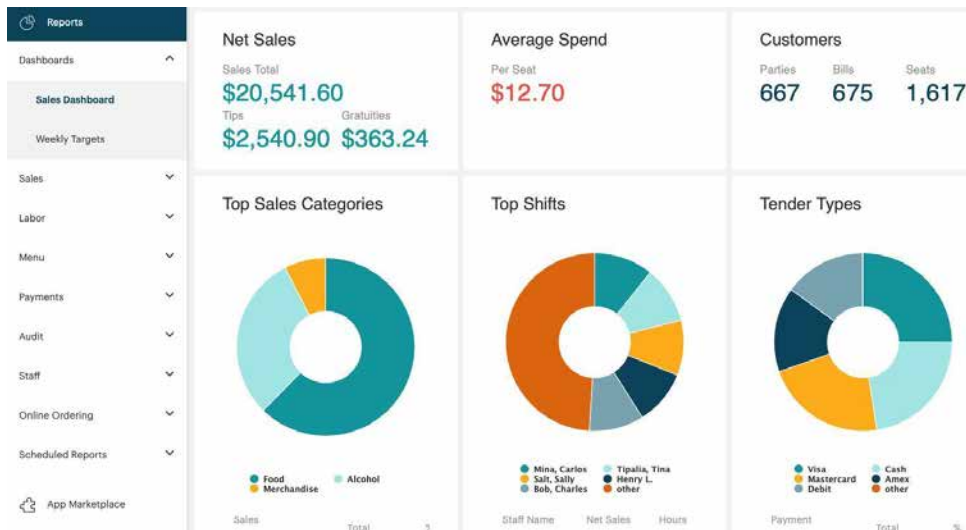 Reports
Dashboards
Sales Dashboard
Weekly Targets
Sales
Labor
Menu
Payments
Audit
Staff
Online Ordering
Scheduled Reports
App Marketplace
Net Sales
Sales Total
$20,541.60
Tips Gratuities
$2,540.90 $363.24
Average Spend
Per Seat
$12.70
Customers
Parties Bills Seats
667 675 1,617
Top Sales Categories
Food Alcohol
Merchandise
Sales
Total
Top Shifts
Mina, Carlos Tipalia, Tina
Salt, Sally Henry L.
Bob, Charles other
Staff Name Net Sales Hours
Tender Types
Visa Cash
Mastercard Amex
Debit other
Payment
Total %